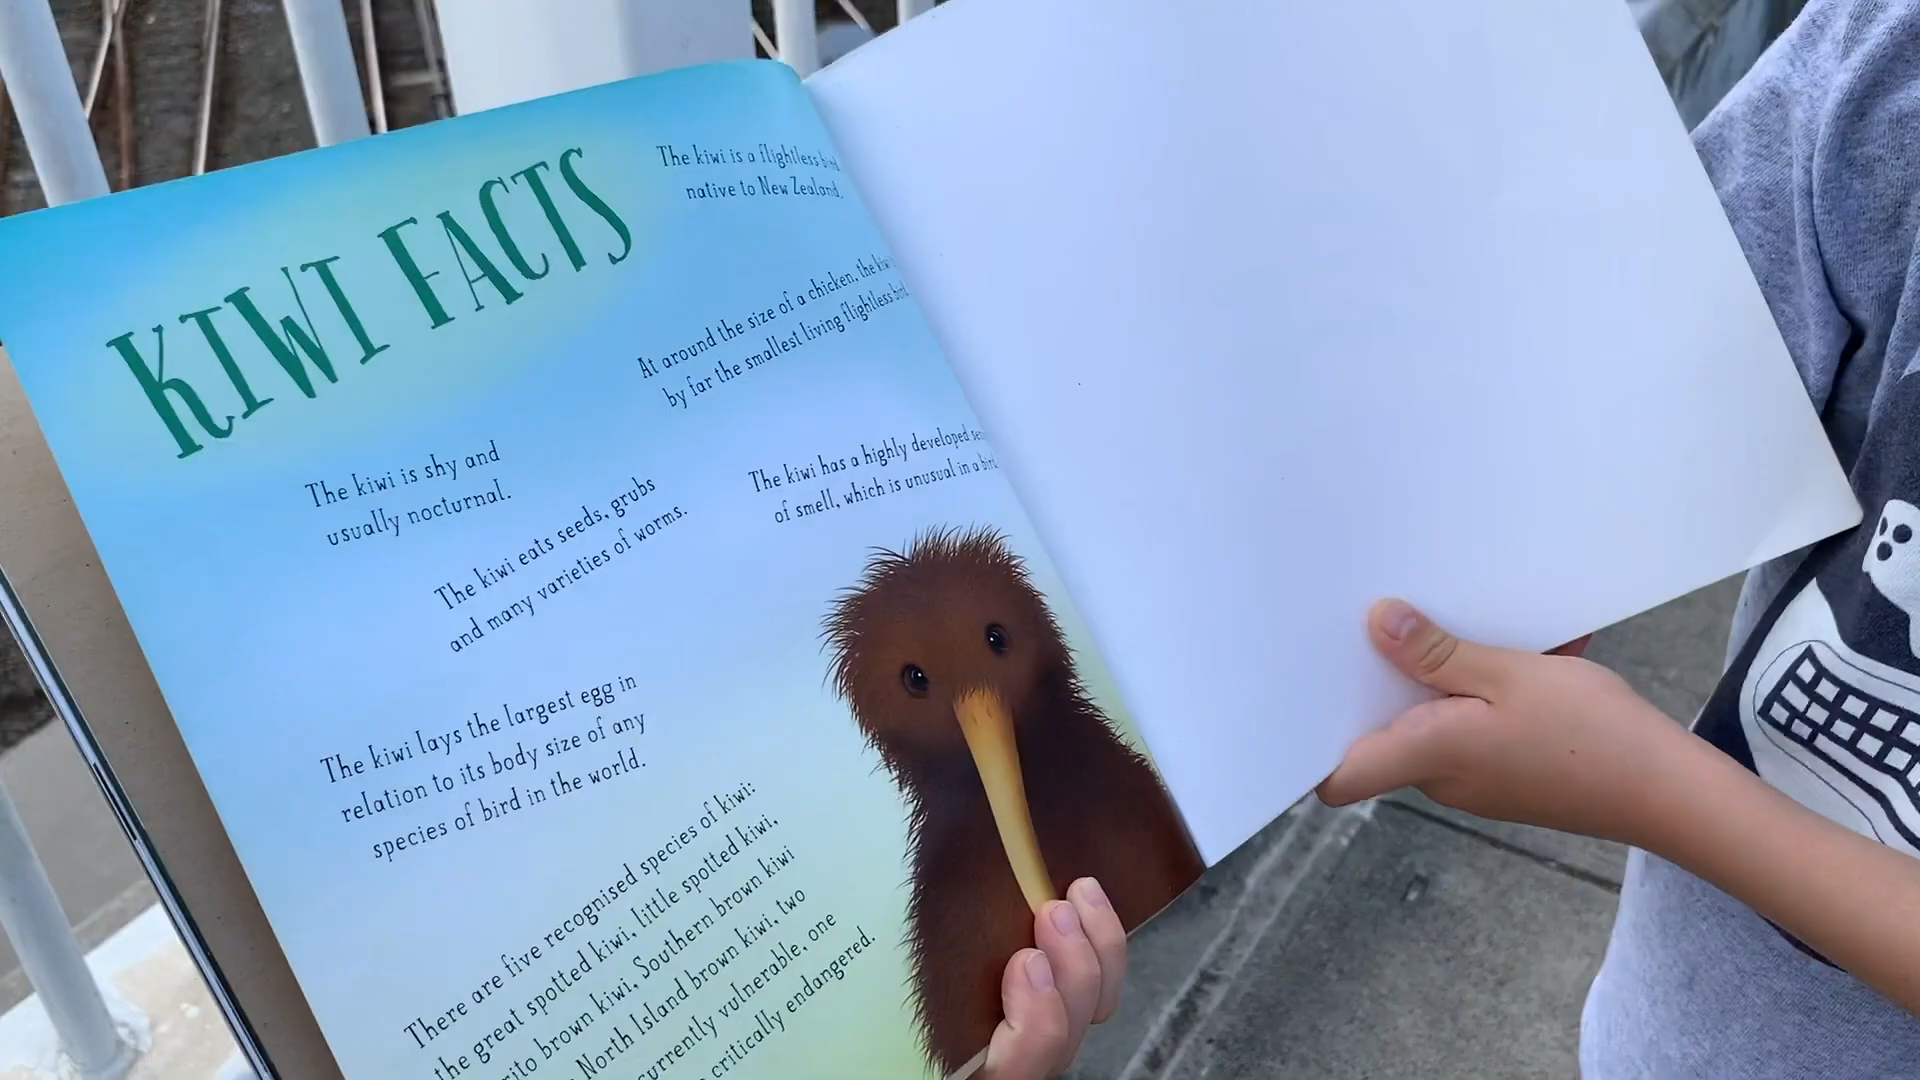 KIWI FACTS
The kiwi is a flightless bird
native to New Zealand.
At around the size of a chicken, the kiwi
by far the smallest living flightless bird
The kiwi has a highly developed
of smell, which is unusual in a bird
The kiwi is shy and
usually nocturnal.
The kiwi eats seeds, grubs
and many varieties of worms.
The kiwi lays the largest egg in
relation to its body size of any
species of bird in the world.
There are five recognised species of kiwi:
the great spotted kiwi, little spotted kiwi,
brown kiwi, Southern brown kiwi
North Island brown kiwi, two
currently vulnerable, one
critically endangered.